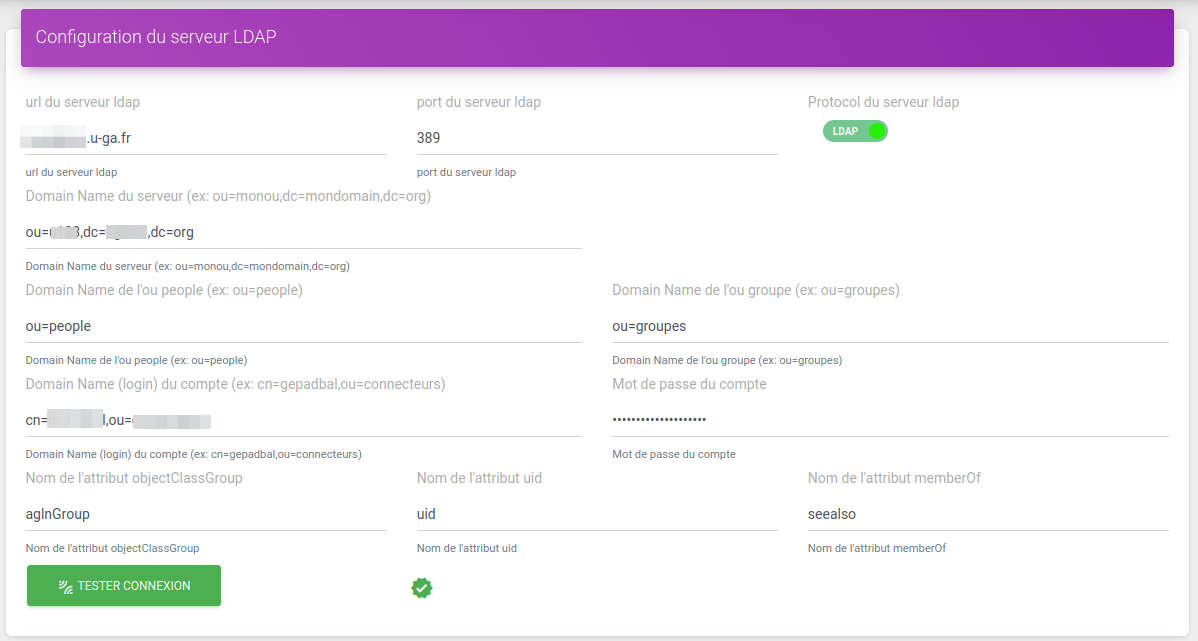 Configuration du serveur LDAP
url du serveur ldap
port du serveur ldap
Protocol du serveur ldap
.u-ga.fr
389
LDAP
url du serveur ldap
port du serveur ldap
Domain Name du serveur (ex: ou=monou,dc=mondomain,dc=org)
ou= ,dc= ,dc=org
Domain Name du serveur (ex: ou=monou,dc=mondomain,dc=org)
Domain Name de l'ou people (ex: ou=people)
Domain Name de l'ou groupe (ex: ou=groupes)
ou=people
ou=groupes
Domain Name de l'ou people (ex: ou=people)
Domain Name de l'ou groupe (ex: ou=groupes)
Domain Name (login) du compte (ex: cn=gepadbal,ou=connecteurs)
Mot de passe du compte
cn= ,ou=
••••••••••••••••••••
Domain Name (login) du compte (ex: cn=gepadbal,ou=connecteurs)
Mot de passe du compte
Nom de l'attribut objectClassGroup
Nom de l'attribut uid
Nom de l'attribut memberOf
aglnGroup
uid
seealso
Nom de l'attribut objectClassGroup
Nom de l'attribut uid
Nom de l'attribut memberOf
TESTER CONNEXION